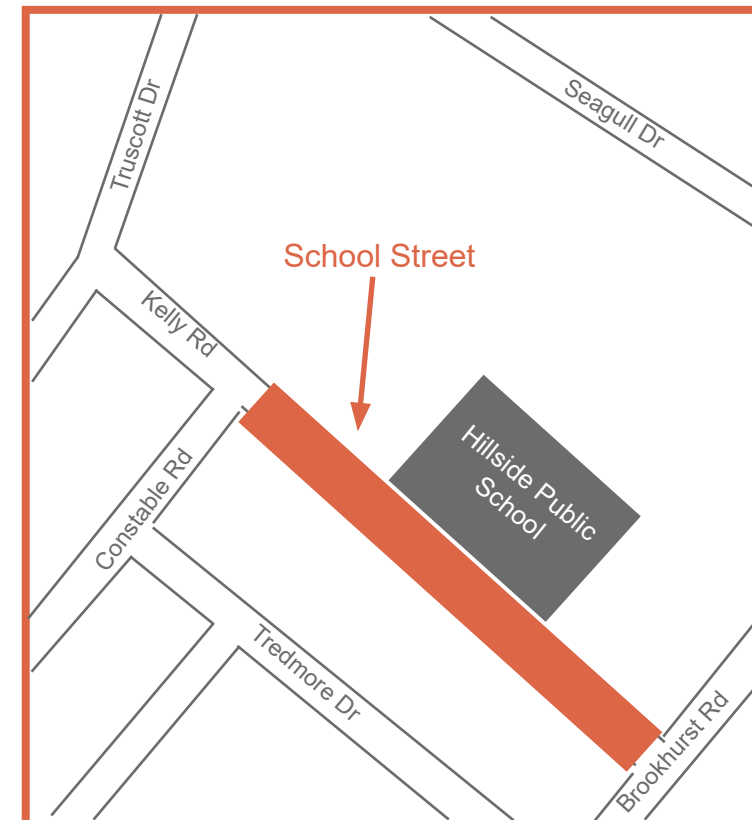 Truscott Dr
Seagull Dr
School Street
Kelly Rd
Hillside Public
School
Constable Rd
Tredmore Dr
Brookhurst Rd